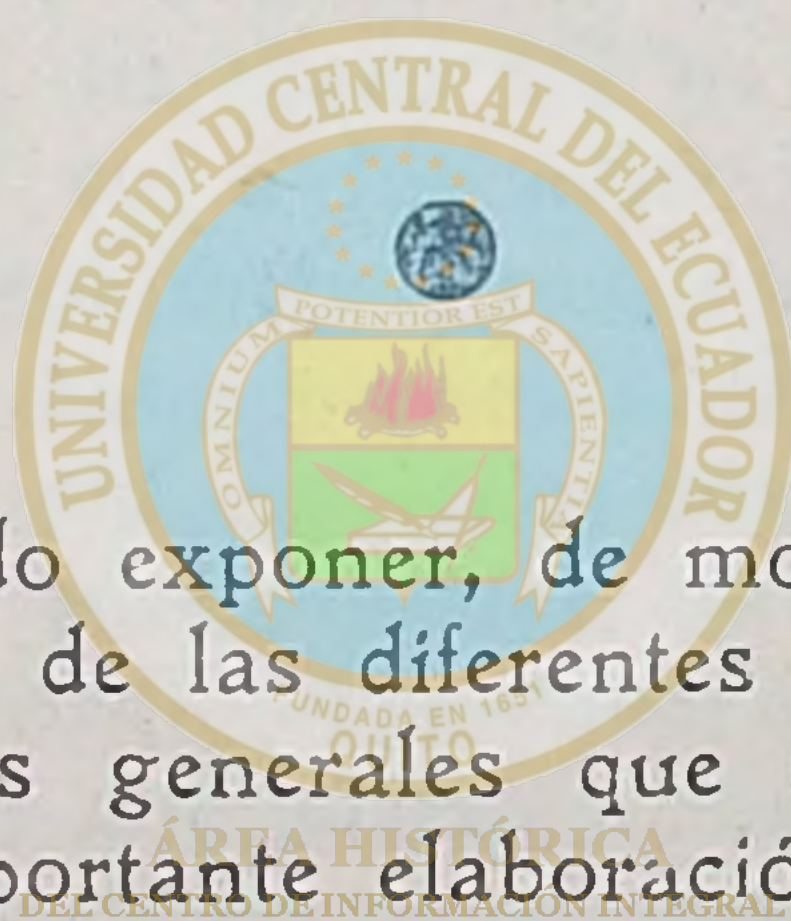 UNIVERSIDAD CENTRAL DEL ECUADOR
POTENTIOR EST
OMNIUM
SAPIENTIA
do exponer, de mo
de las diferentes
FUNDADA EN 1651
QUITO
s generales que
ÁREA HISTÓRICA
portante elaboració
DEL CENTRO DE INFORMACIÓN INTEGRAL